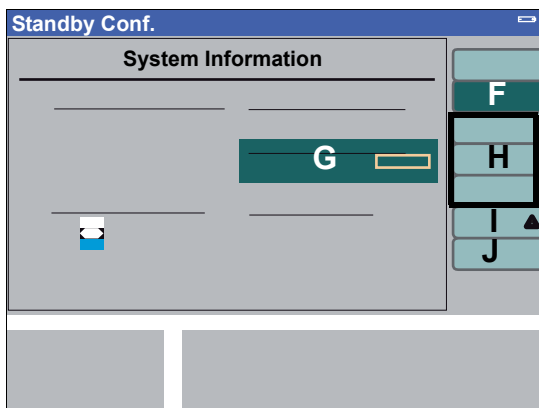 Standby Conf.
System Information
F
G
H
I
J